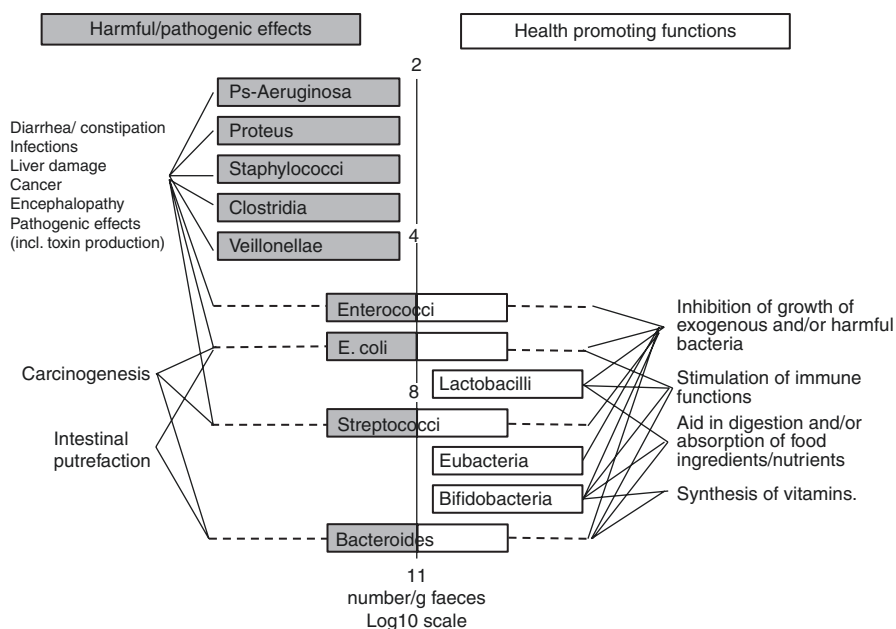 Harmful/pathogenic effects
Health promoting functions
2
Ps-Aeruginosa
Proteus
Staphylococci
Clostridia
4
Veillonellae
Diarrhea/ constipation
Infections
Liver damage
Cancer
Encephalopathy
Pathogenic effects
(incl. toxin production)
Enterococci
E. coli
Lactobacilli
8
Streptococci
Eubacteria
Bifidobacteria
Bacteroides
Carcinogenesis
Intestinal
putrefaction
Inhibition of growth of
exogenous and/or harmful
bacteria
Stimulation of immune
functions
Aid in digestion and/or
absorption of food
ingredients/nutrients
Synthesis of vitamins.
11
number/g faeces
Log10 scale